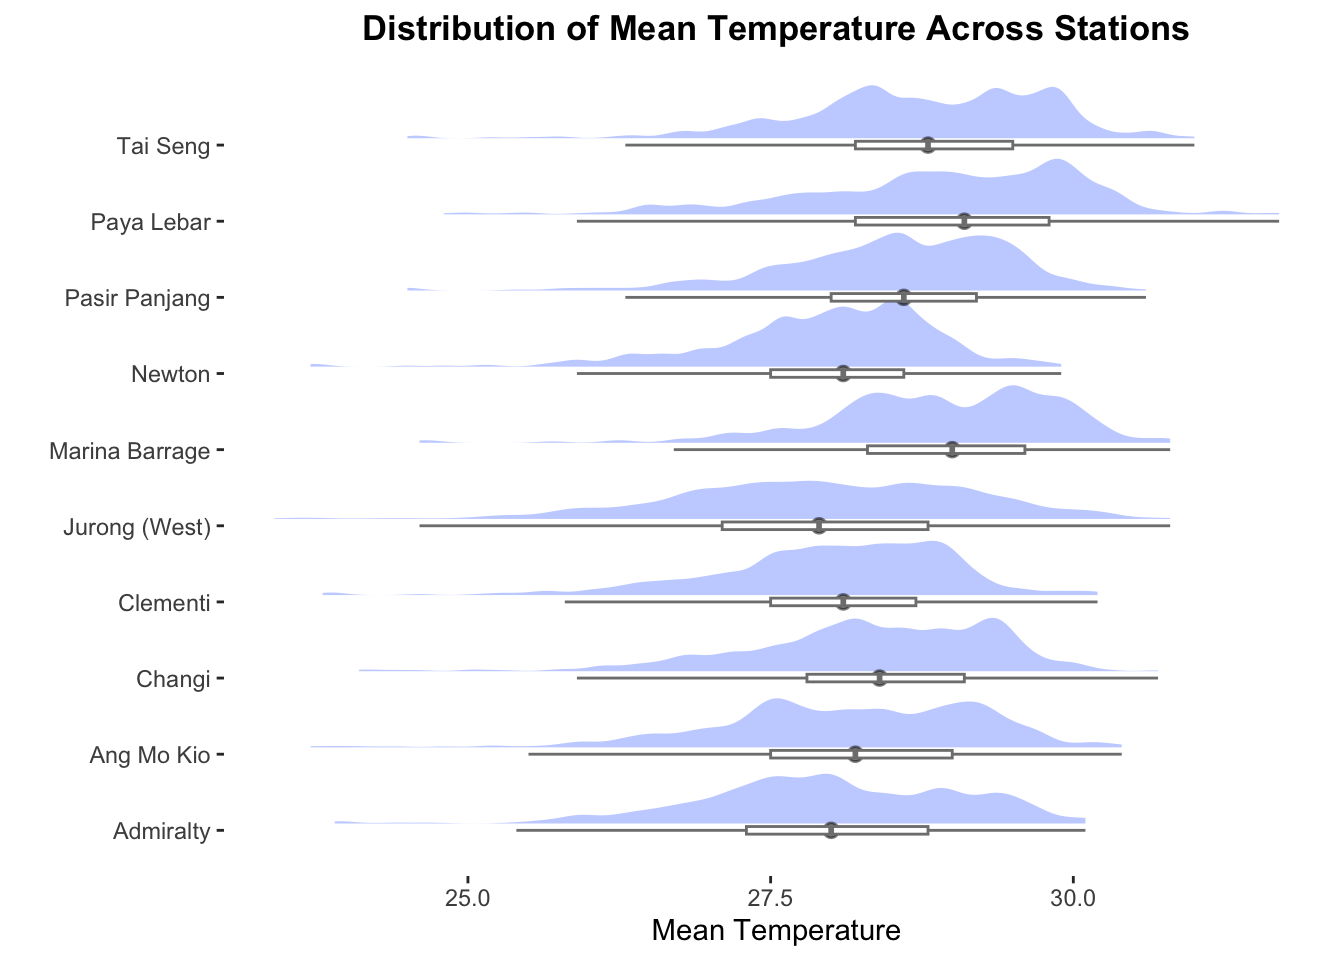 Distribution of Mean Temperature Across Stations
Tai Seng
Paya Lebar
Pasir Panjang
Newton
Marina Barrage
Jurong (West)
Clementi
Changi
Ang Mo Kio
Admiralty
25.0 27.5 30.0
Mean Temperature